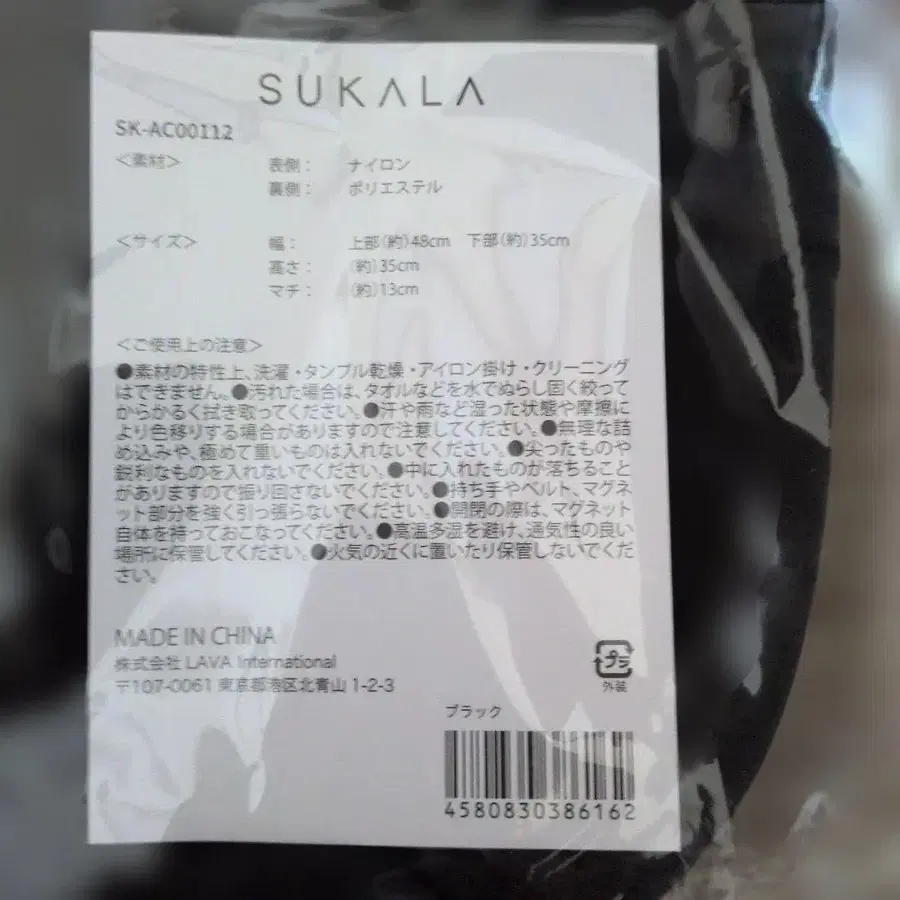 SUKALA
SK-AC00112
＜素材＞ 表側： ナイロン
裏側： ポリエステル
＜サイズ＞ 幅： 上部(約)48cm 下部(約)35cm
高さ： (約)35cm
マチ： (約)13cm
＜ご使用上の注意＞
●素材の特性上、洗濯・タンブル乾燥・アイロン掛け・クリーニング
はできません。●汚れた場合は、タオルなどを水でぬらし固く絞って
からかるく拭き取ってください。●汗や雨など湿った状態や摩擦に
より色移りする場合がありますので注意してください。●無理な詰
め込みや、極めて重いものは入れないでください。●尖ったものや
鋭利なものを入れないでください。●中に入れたものが落ちること
がありますので振り回さないでください。●持ち手やベルト、マグネ
ット部分を強く引っ張らないでください。●開閉の際は、マグネット
自体を持っておこなってください。●高温多湿を避け、通気性の良い
場所に保管してください。●火気の近くに置いたり保管しないでくだ
さい。
MADE IN CHINA
株式会社 LAVA International
〒107-0061 東京都港区北青山 1-2-3
プラ
外装
ブラック
4580830386162